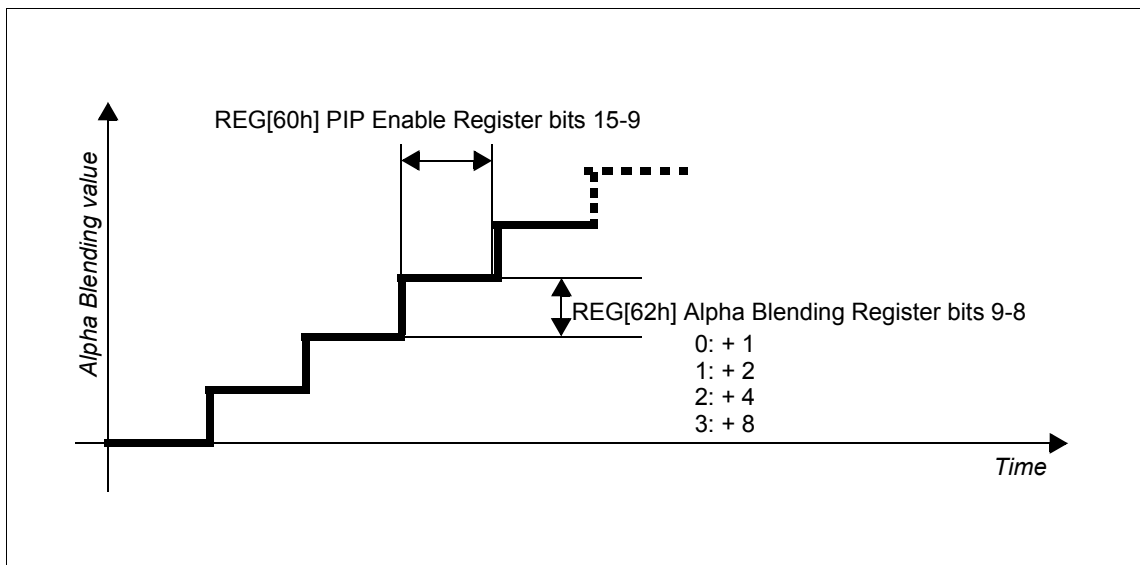 REG[60h] PIP Enable Register bits 15-9
Alpha Blending value
REG[62h] Alpha Blending Register bits 9-8
0: + 1
1: + 2
2: + 4
3: + 8
Time